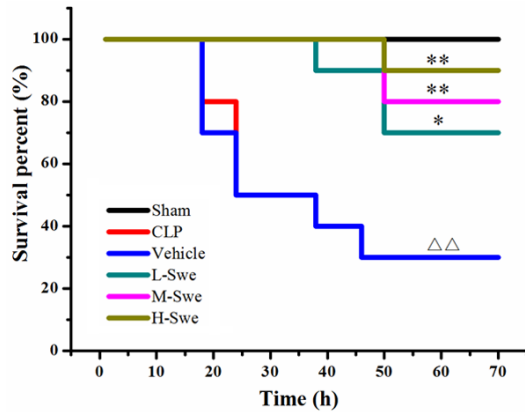 Survival percent (%)
100
80
60
40
20
0
**
**
*
△△
Sham
CLP
Vehicle
L-Swe
M-Swe
H-Swe
0 10 20 30 40 50 60 70
Time (h)